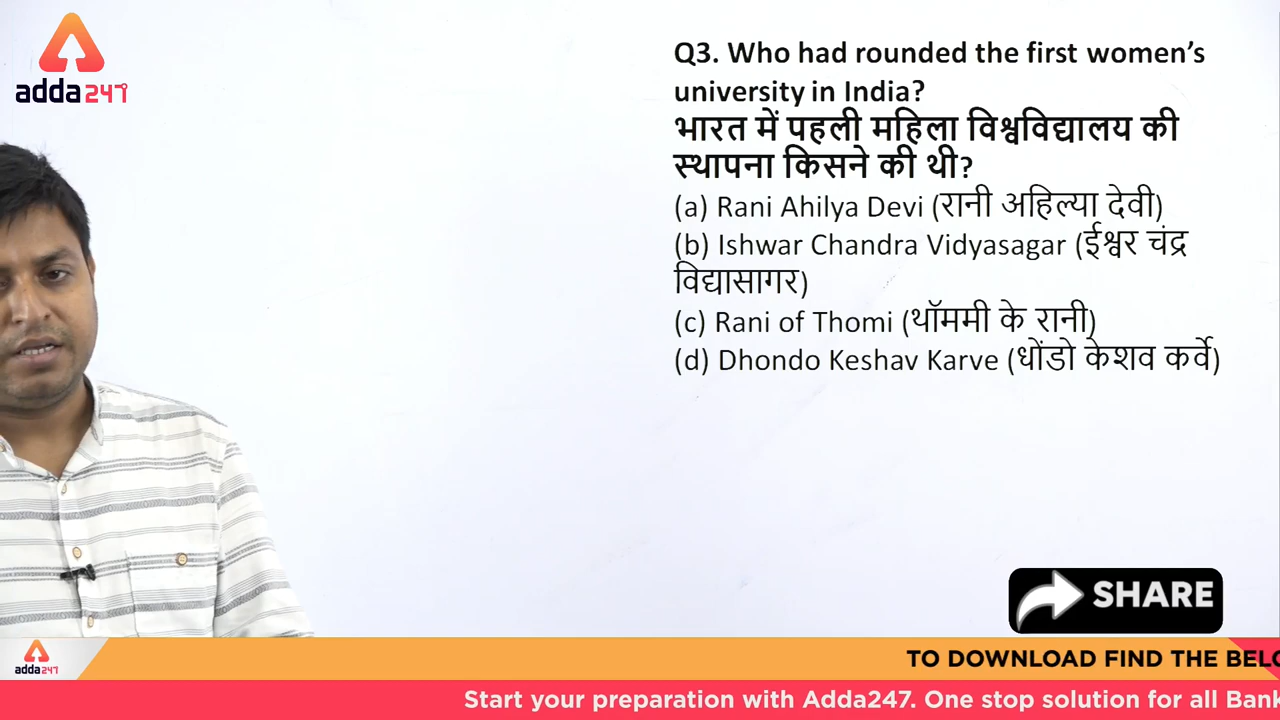 adda247
Q3. Who had rounded the first women's
university in India?
भारत में पहली महिला विश्वविद्यालय की
स्थापना किसने की थी?
(a) Rani Ahilya Devi (रानी अहिल्या देवी)
(b) Ishwar Chandra Vidyasagar (ईश्वर चंद्र
विद्यासागर)
(c) Rani of Thomi (थॉममी के रानी)
(d) Dhondo Keshav Karve (धोंडो केशव कर्वे)
SHARE
adda247
TO DOWNLOAD FIND THE BELO
Start your preparation with Adda247. One stop solution for all Bank